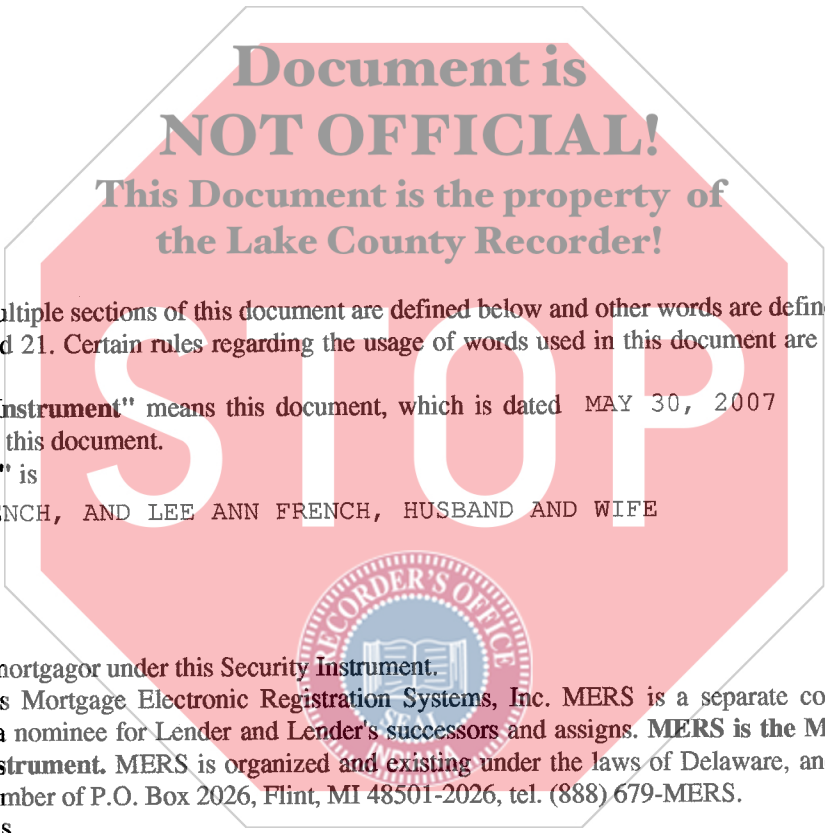 Document is
NOT OFFICIAL!
This Document is the property of
the Lake County Recorder!
ultiple sections of this document are defined below and other words are defin
d 21. Certain rules regarding the usage of words used in this document are
STOP
Instrument" means this document, which is dated MAY 30, 2007
this document.
" is
ENCH, AND LEE ANN FRENCH, HUSBAND AND WIFE
RECORDER'S OFFICE
SEAL
INDIANA
mortgagor under this Security Instrument.
s Mortgage Electronic Registration Systems, Inc. MERS is a separate co
a nominee for Lender and Lender's successors and assigns. MERS is the M
strument. MERS is organized and existing under the laws of Delaware, an
mber of P.O. Box 2026, Flint, MI 48501-2026, tel. (888) 679-MERS.
s